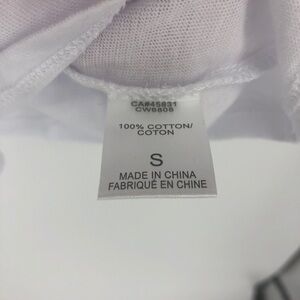 CA#45831
CW8808
100% COTTON/
COTON
S
MADE IN CHINA
FABRIQUÉ EN CHINE